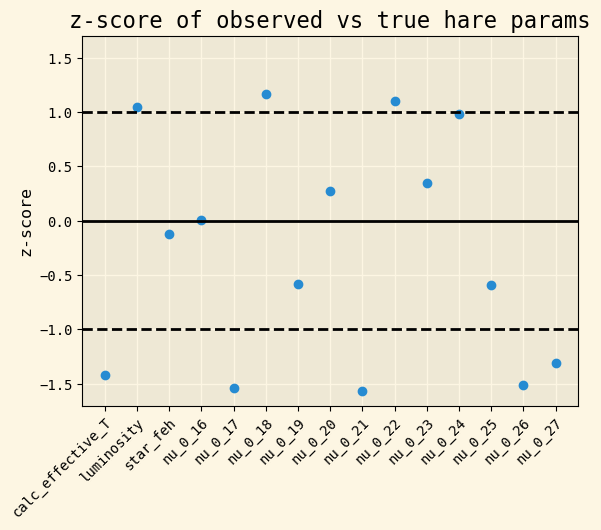 z-score of observed vs true hare params
z-score
1.5
1.0
0.5
0.0
−0.5
−1.0
−1.5
calc_effective_T
luminosity
star_feh
nu_0_16
nu_0_17
nu_0_18
nu_0_19
nu_0_20
nu_0_21
nu_0_22
nu_0_23
nu_0_24
nu_0_25
nu_0_26
nu_0_27